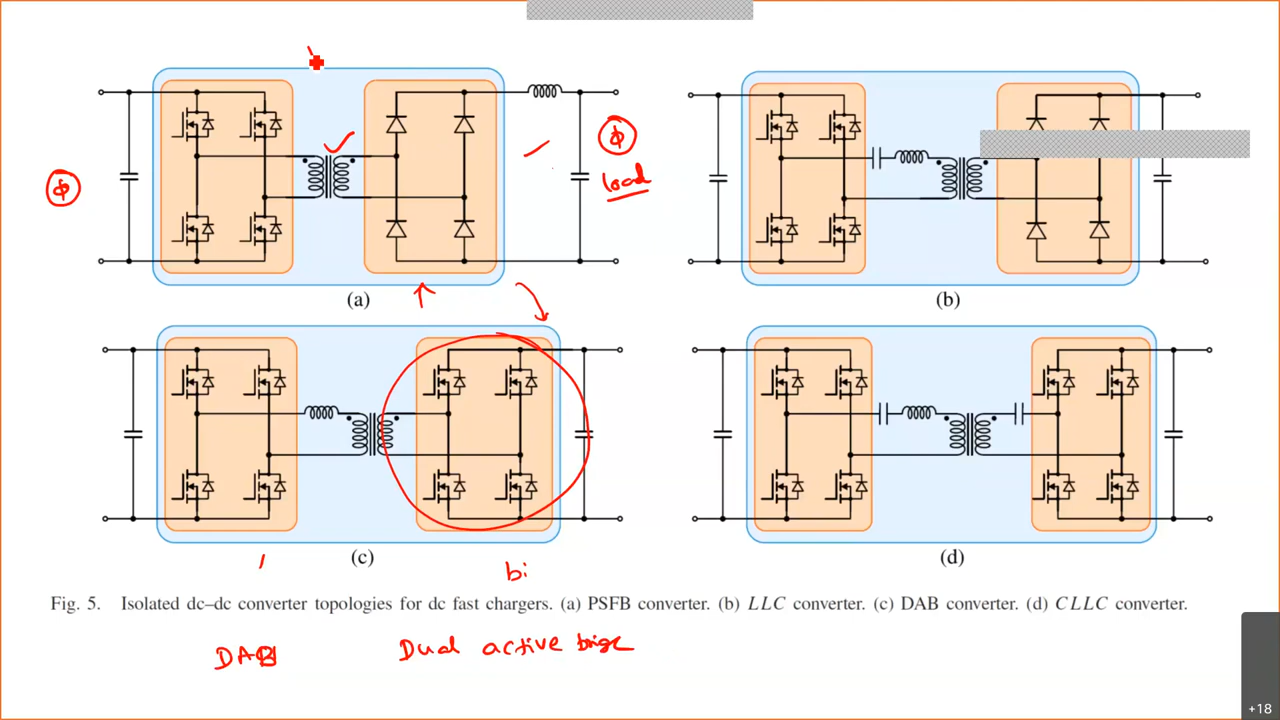 ϕ
ϕ
load
(a)
(b)
bi
(c)
(d)
Fig. 5. Isolated dc–dc converter topologies for dc fast chargers. (a) PSFB converter. (b) LLC converter. (c) DAB converter. (d) CLLC converter.
DAB Dual active
+18